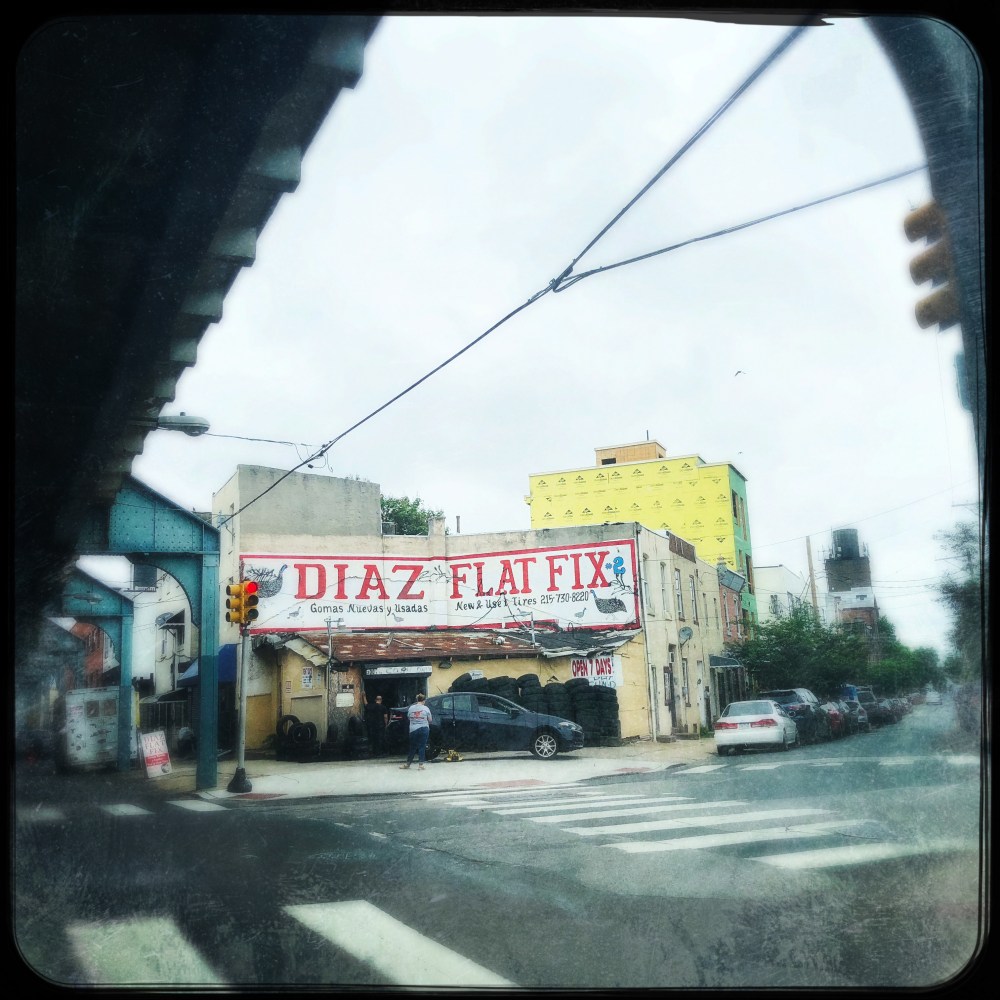 DIAZ FLAT FIX
Gomas Nuevas y Usadas
New & Used Tires 215-730-8220
OPEN 7 DAYS!